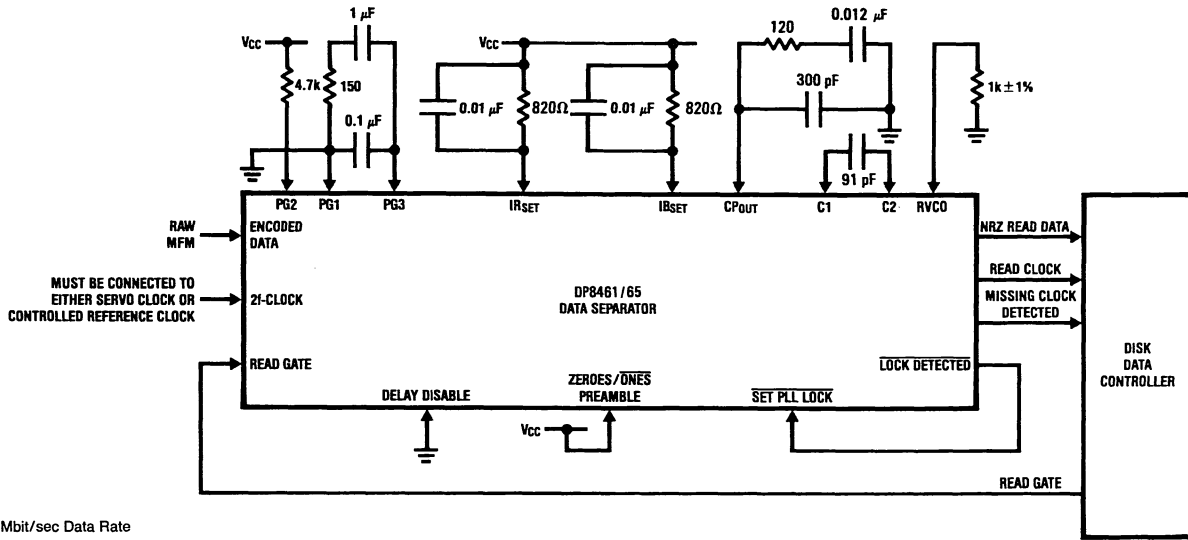 1 µF
VCC
4.7k
150
0.1 µF
VCC
0.01 µF
820Ω
0.01 µF
820Ω
120
0.012 µF
300 pF
91 pF
1k±1%
PG2
PG1
PG3
IRSET
IBSET
CPOUT
C1
C2
RVCO
RAW
MFM
ENCODED
DATA
MUST BE CONNECTED TO
EITHER SERVO CLOCK OR
CONTROLLED REFERENCE CLOCK
2f-CLOCK
READ GATE
DP8461/65
DATA SEPARATOR
DELAY DISABLE
ZEROES/ONES
PREAMBLE
VCC
SET PLL LOCK
LOCK DETECTED
NRZ READ DATA
READ CLOCK
MISSING CLOCK
DETECTED
DISK
DATA
CONTROLLER
READ GATE
Mbit/sec Data Rate